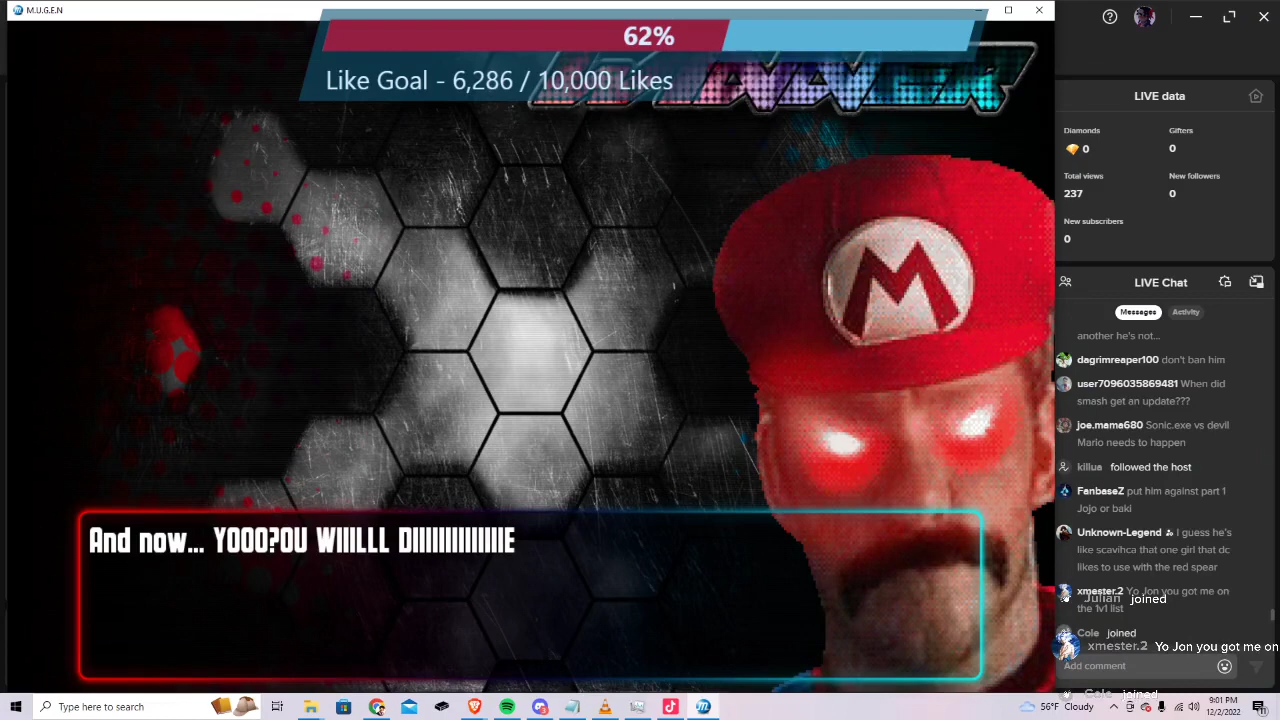 M.U.G.E.N
62%
Like Goal - 6,286 / 10,000 Likes
M
And now... YOOO?OU WIIILLL DIIIIIIIIIIIIIE
LIVE data
Diamonds
Gifters
0
0
Total views
New followers
237
0
New subscribers
0
LIVE Chat
Messages
Activity
another he's not...
dagrimreaper100 don't ban him
user7096035869481 When did
smash get an update???
joe.mama680 Sonic.exe vs devil
Mario needs to happen
killua followed the host
FanbaseZ put him against part 1
Jojo or baki
Unknown-Legend I guess he's
like scavihca that one girl that dc
likes to use with the red spear
xmester.2 Yo Jon you got me on
the 1v1 list
Julian joined
Cole joined
xmester.2 Yo Jon you got me on
Add comment
Cole joined
Type here to search
56°F
9:01 PM
12/2/2022